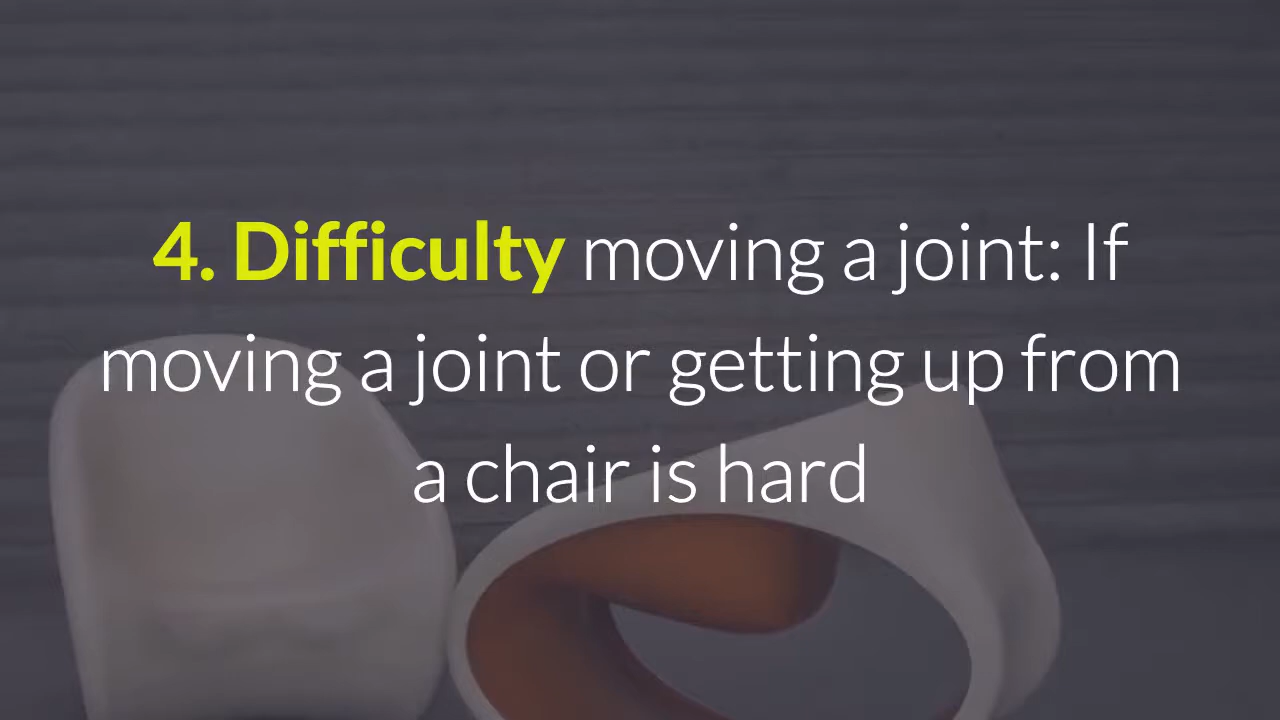 4. Difficulty moving a joint: If
moving a joint or getting up from
a chair is hard